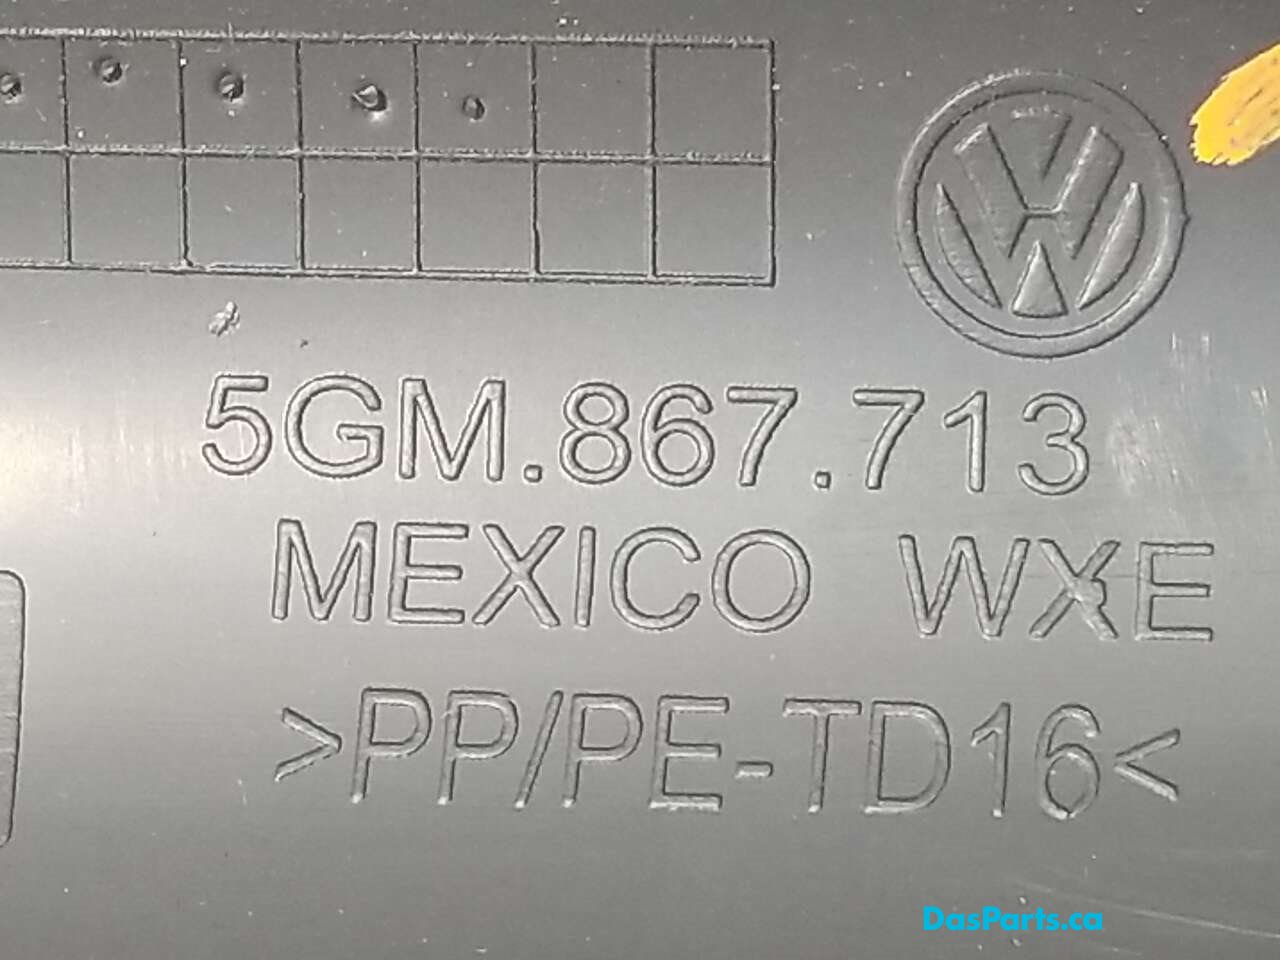 5GM.867.713
MEXICO WXE
>PP/PE-TD16<
DasParts.ca